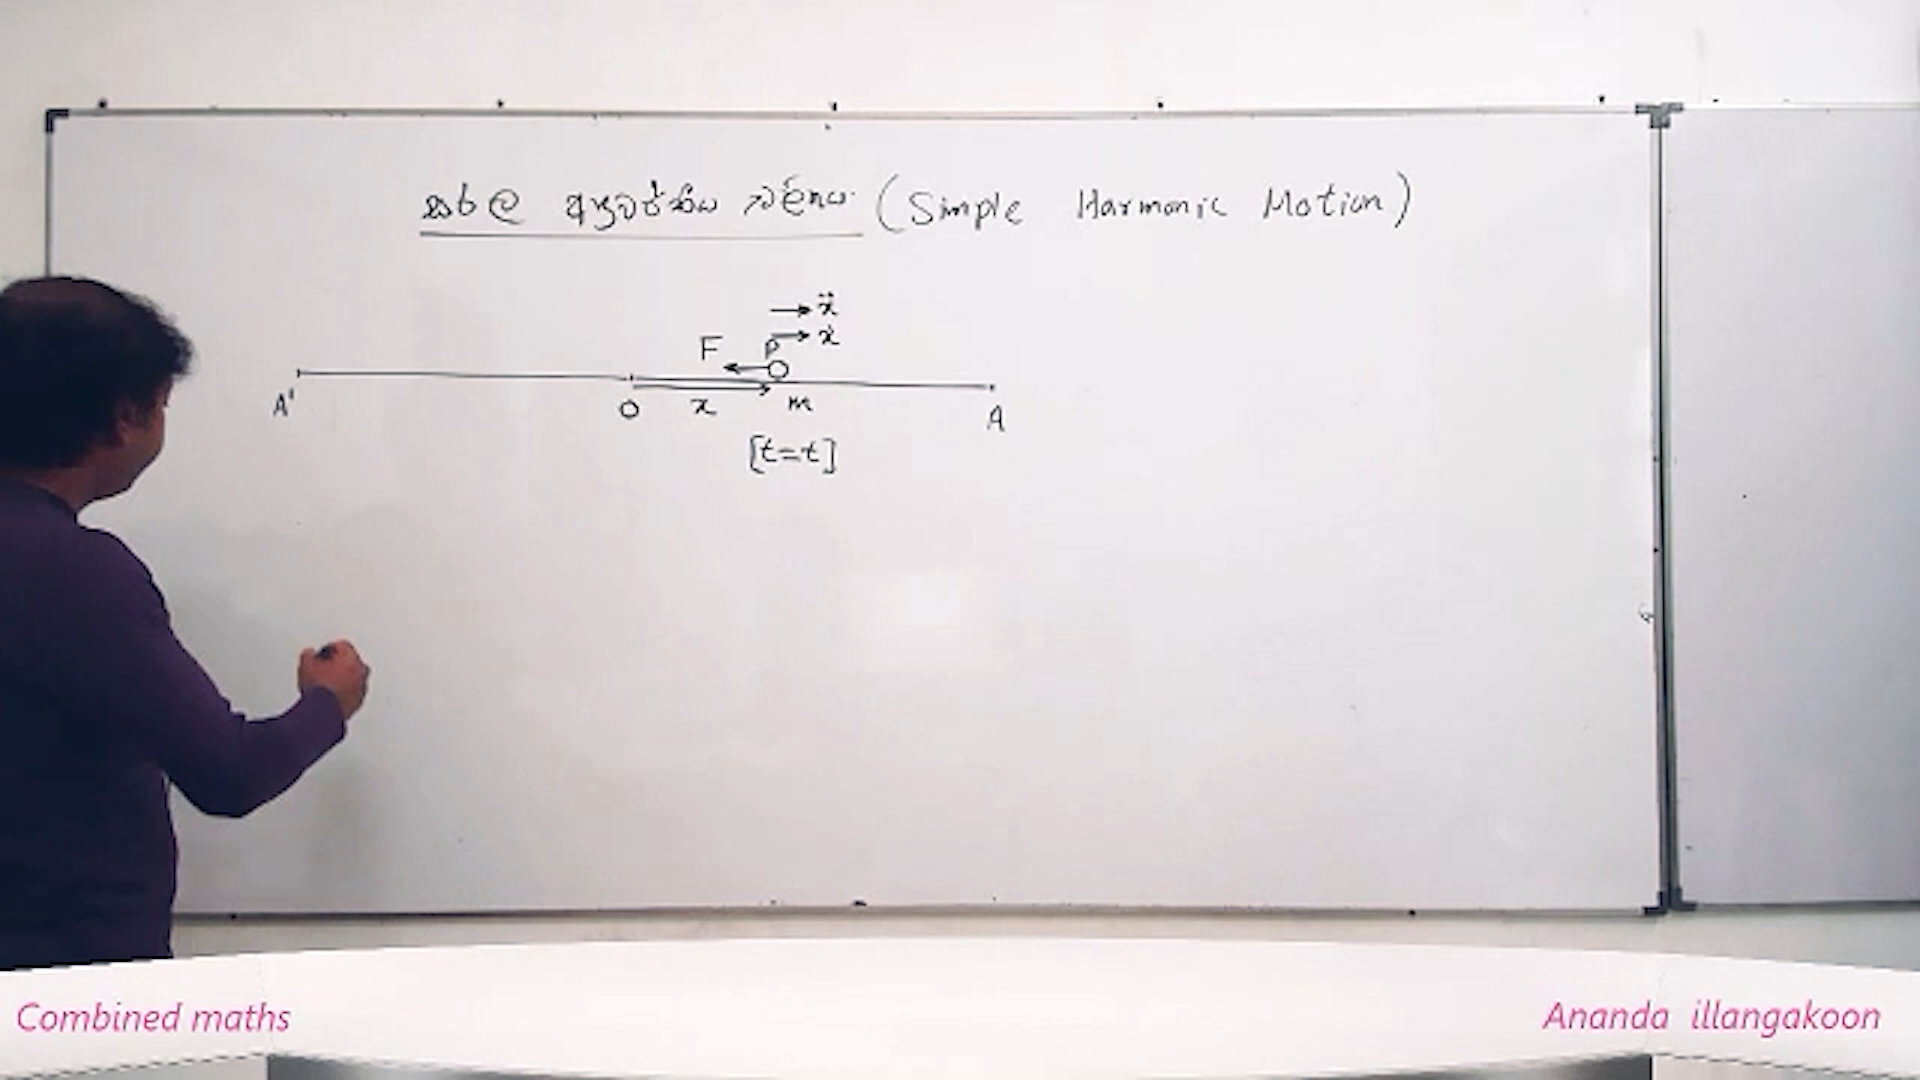 සරල අනුවර්තීය චලිතය (Simple Harmonic Motion)
ẍ
ẋ
F P
A' O x m A
[t=t]
Combined maths
Ananda illangakoon